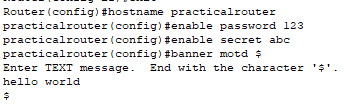 Router(config)#hostname practicalrouter
practicalrouter(config)#enable password 123
practicalrouter(config)#enable secret abc
practicalrouter(config)#banner motd $
Enter TEXT message.  End with the character '$'.
hello world
$